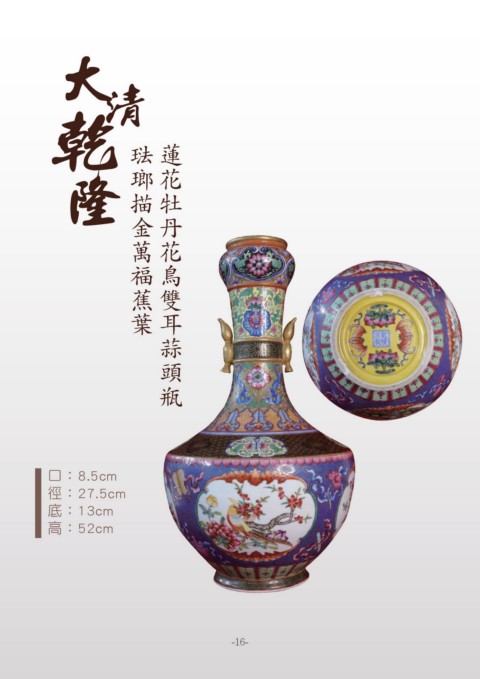 大清乾隆
蓮花牡丹花鳥雙耳蒜頭瓶
琺瑯描金萬福蕉葉
口：8.5cm
徑：27.5cm
底：13cm
高：52cm
-16-